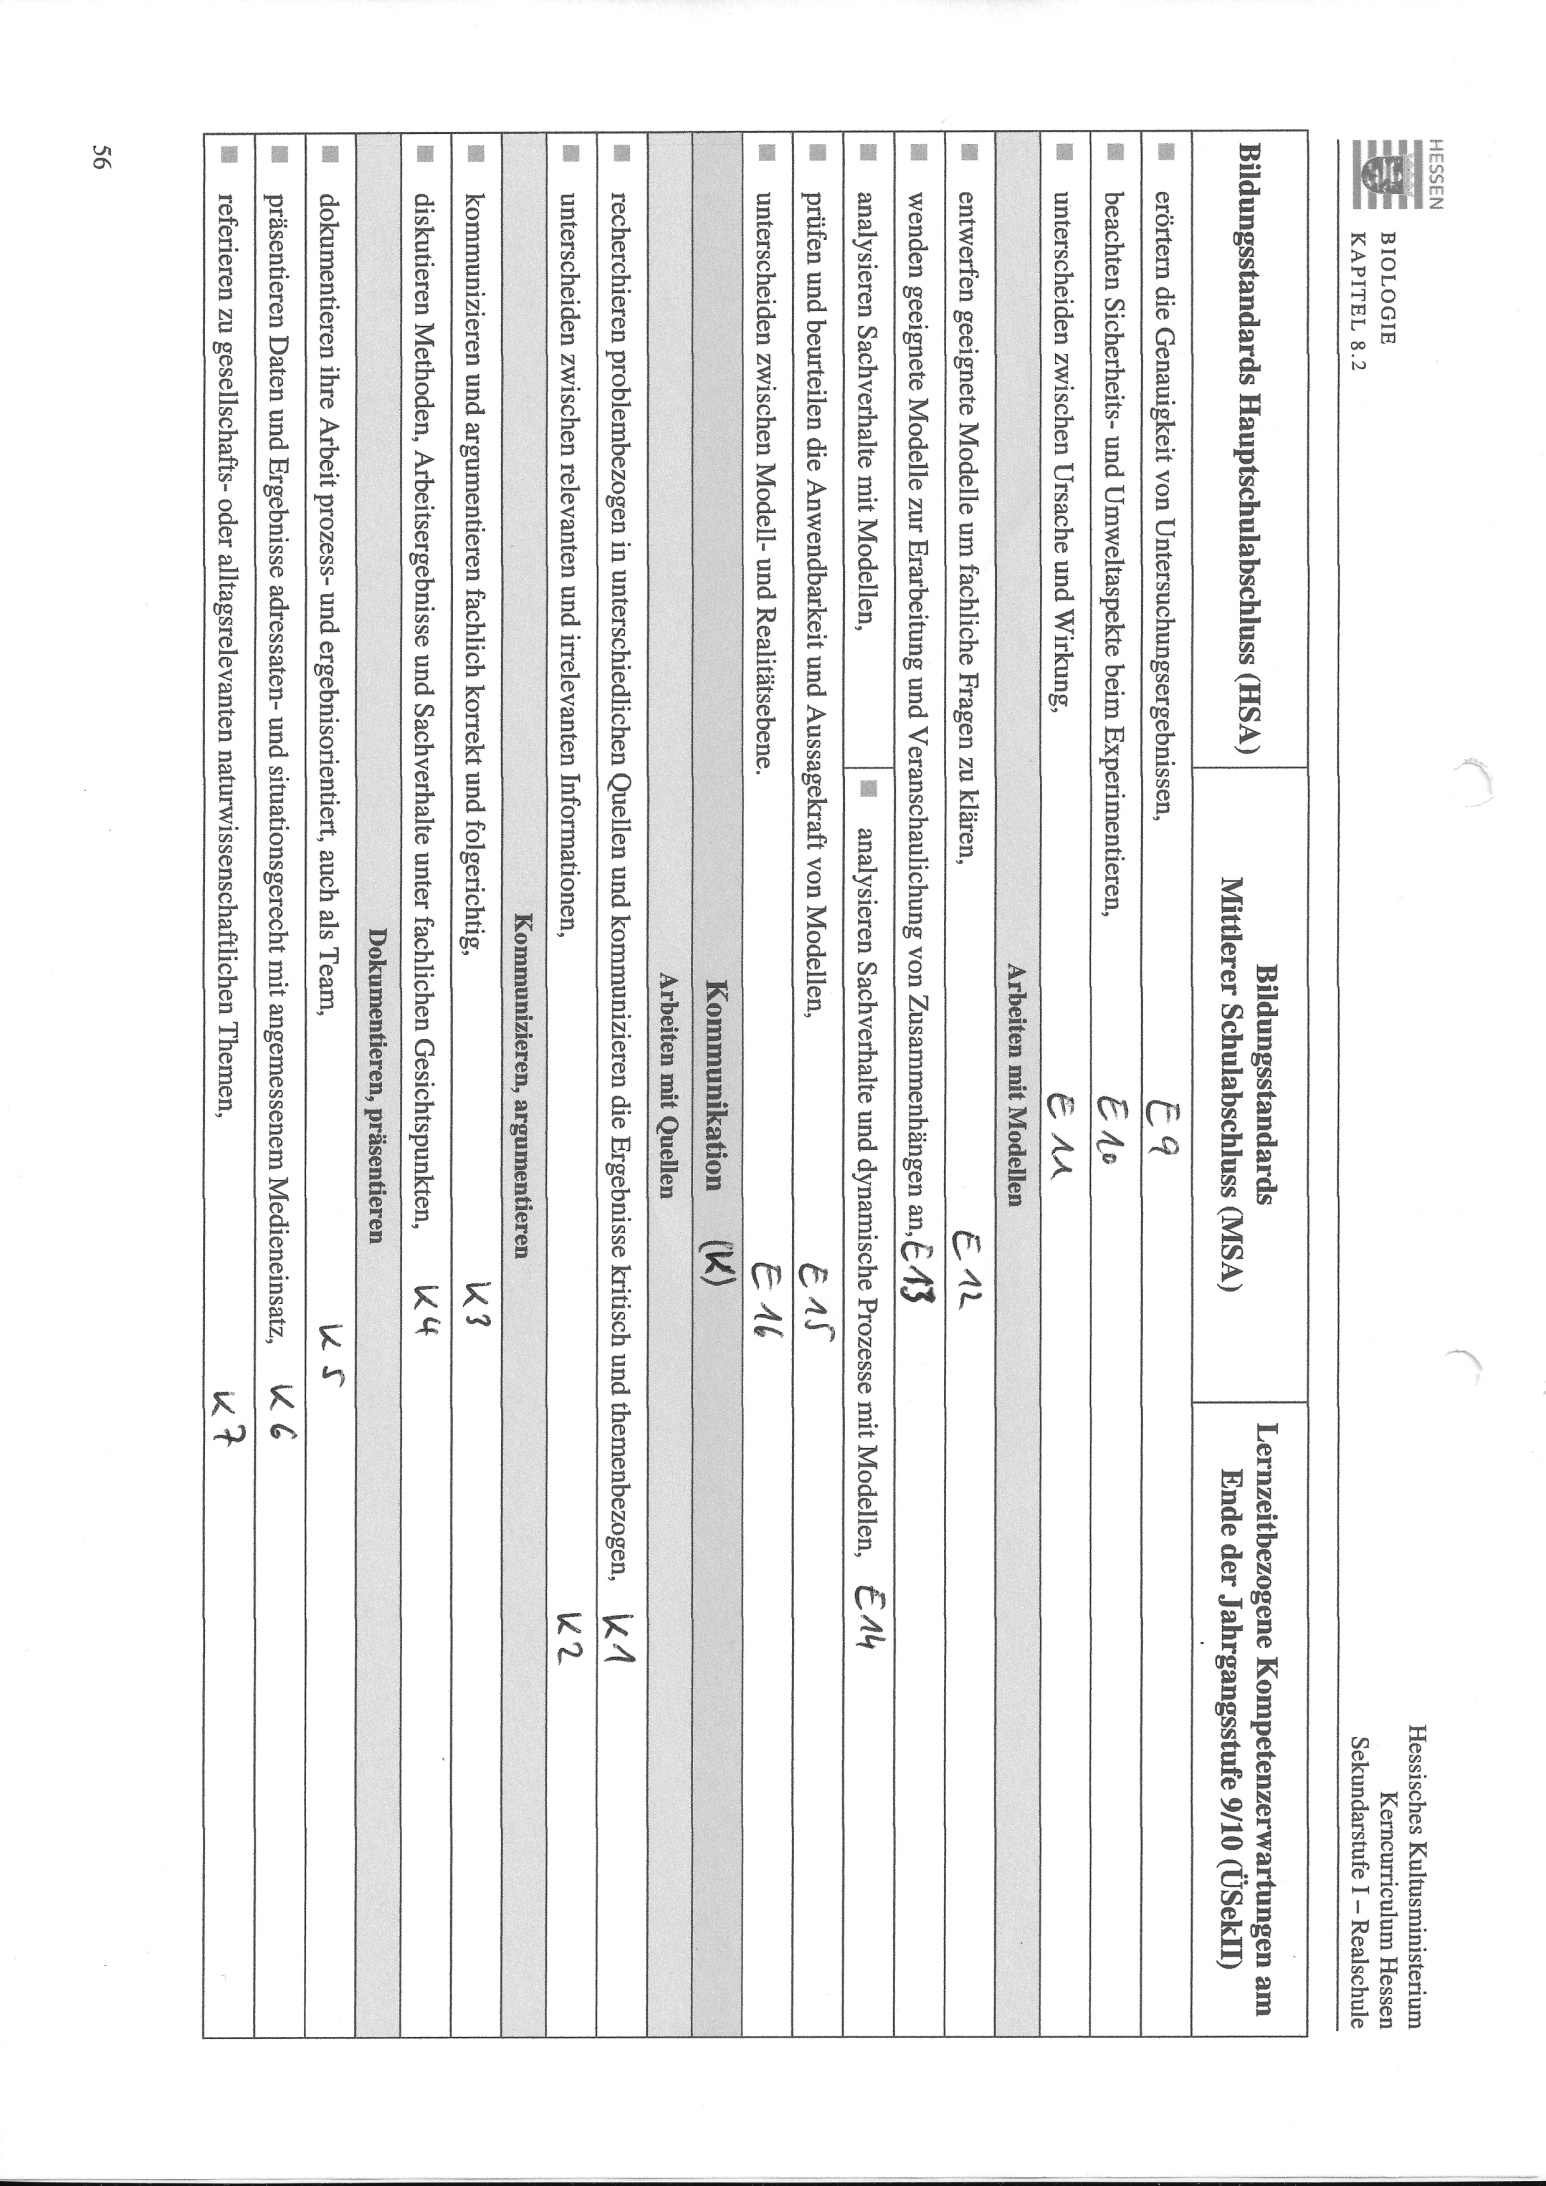 HESSEN
BIOLOGIE
KAPITEL 8.2
Hessisches Kultusministerium
Kerncurriculum Hessen
Sekundarstufe I – Realschule
Bildungsstandards Hauptschulabschluss (HSA)
Bildungsstandards
Mittlerer Schulabschluss (MSA)
Lernzeitbezogene Kompetenzerwartungen am
Ende der Jahrgangsstufe 9/10 (ÜSekII)
erörtern die Genauigkeit von Untersuchungsergebnissen, E9
beachten Sicherheits- und Umweltaspekte beim Experimentieren, E10
unterscheiden zwischen Ursache und Wirkung, E11
Arbeiten mit Modellen
entwerfen geeignete Modelle um fachliche Fragen zu klären, E12
wenden geeignete Modelle zur Erarbeitung und Veranschaulichung von Zusammenhängen an, E13
analysieren Sachverhalte mit Modellen,
analysieren Sachverhalte und dynamische Prozesse mit Modellen, E14
prüfen und beurteilen die Anwendbarkeit und Aussagekraft von Modellen, E15
unterscheiden zwischen Modell- und Realitätsebene. E16
Kommunikation (K)
Arbeiten mit Quellen
recherchieren problembezogen in unterschiedlichen Quellen und kommunizieren die Ergebnisse kritisch und themenbezogen, K1
unterscheiden zwischen relevanten und irrelevanten Informationen, K2
Kommunizieren, argumentieren
kommunizieren und argumentieren fachlich korrekt und folgerichtig, K3
diskutieren Methoden, Arbeitsergebnisse und Sachverhalte unter fachlichen Gesichtspunkten, K4
Dokumentieren, präsentieren
dokumentieren ihre Arbeit prozess- und ergebnisorientiert, auch als Team, K5
präsentieren Daten und Ergebnisse adressaten- und situationsgerecht mit angemessenem Medieneinsatz, K6
referieren zu gesellschafts- oder alltagsrelevanten naturwissenschaftlichen Themen, K7
56